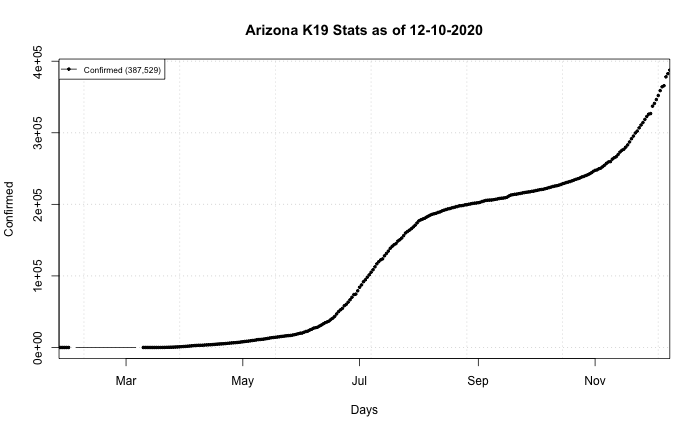 Arizona K19 Stats as of 12-10-2020
Confirmed (387,529)
4e+05
3e+05
2e+05
1e+05
0e+00
Confirmed
Mar May Jul Sep Nov
Days